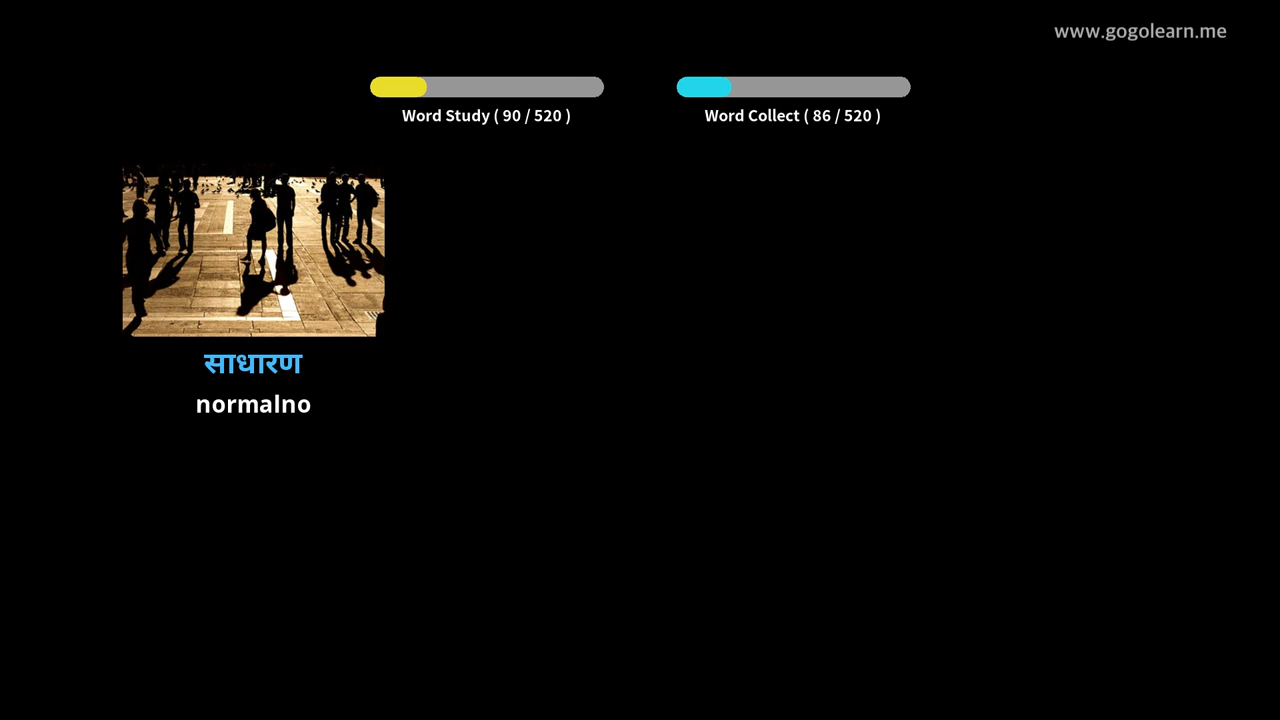 www.gogolearn.me
Word Study ( 90 / 520 )
Word Collect ( 86 / 520 )
साधारण
normalno